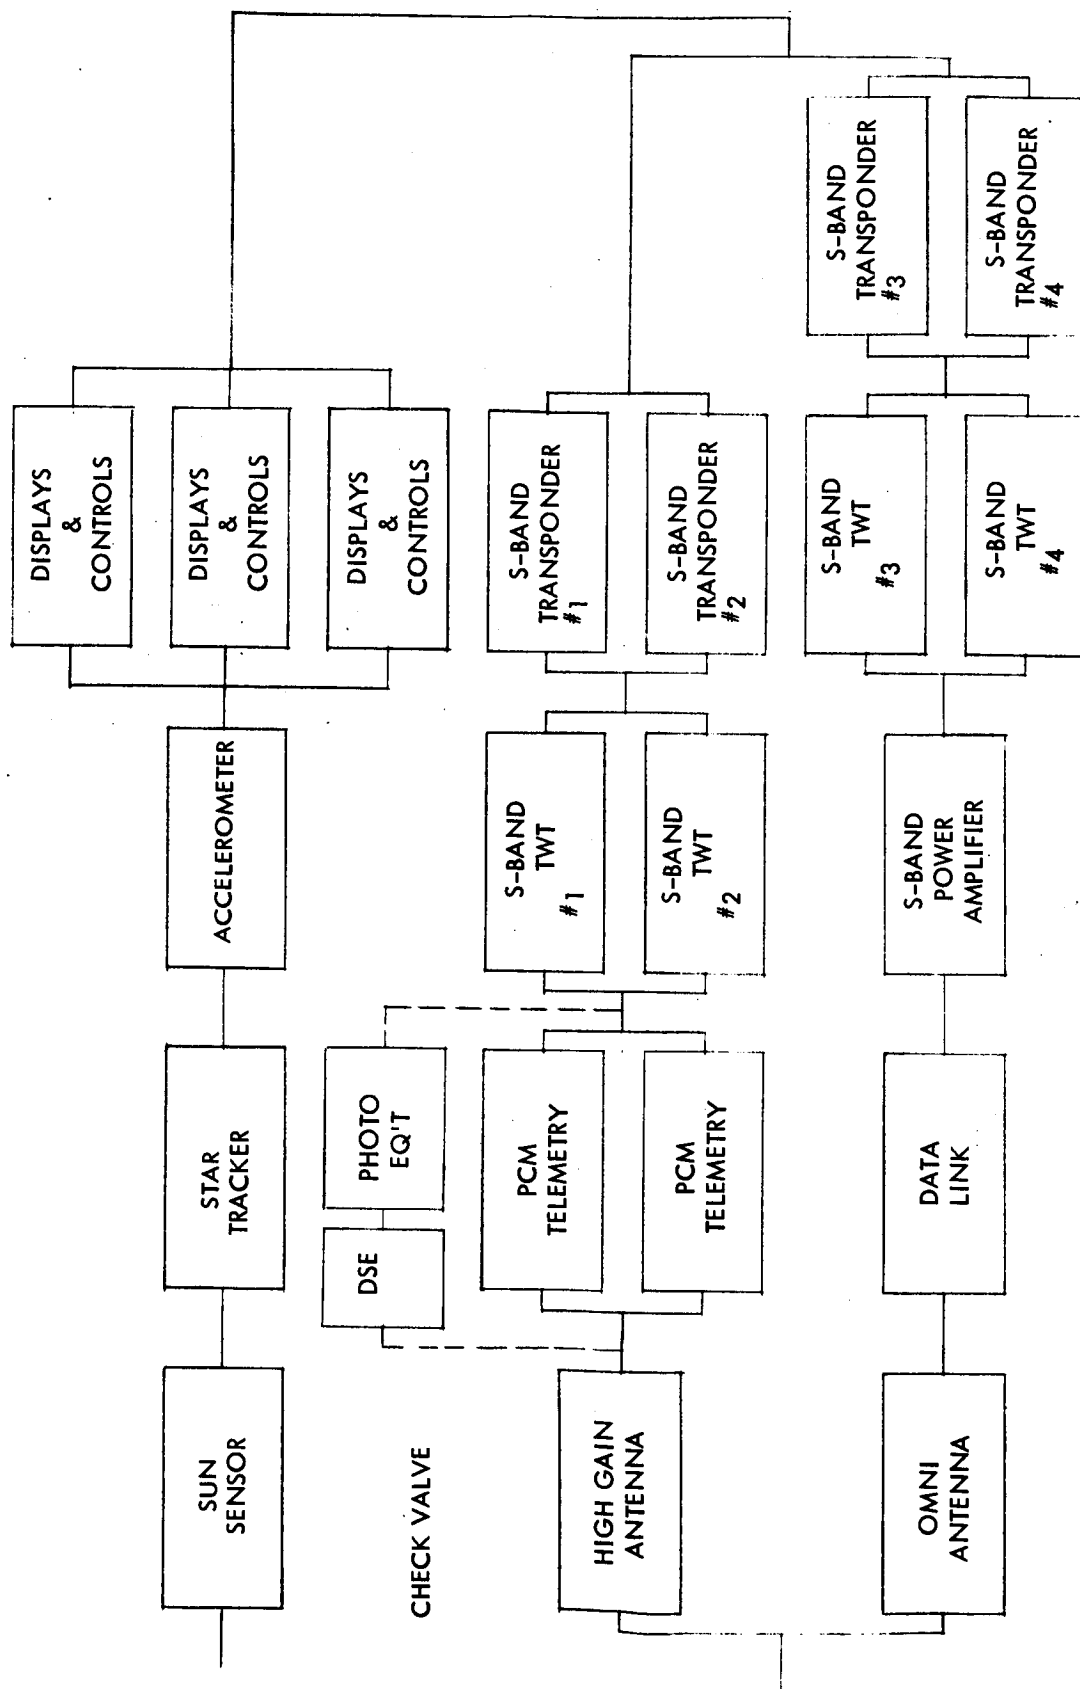 SUN
SENSOR
STAR
TRACKER
ACCELEROMETER
DISPLAYS
&
CONTROLS
DISPLAYS
&
CONTROLS
DISPLAYS
&
CONTROLS
CHECK VALVE
DSE
PHOTO
EQ'T
HIGH GAIN
ANTENNA
PCM
TELEMETRY
PCM
TELEMETRY
S-BAND
TWT
#1
S-BAND
TWT
#2
S-BAND
TRANSPONDER
#1
S-BAND
TRANSPONDER
#2
OMNI
ANTENNA
DATA
LINK
S-BAND
POWER
AMPLIFIER
S-BAND
TWT
#3
S-BAND
TWT
#4
S-BAND
TRANSPONDER
#3
S-BAND
TRANSPONDER
#4